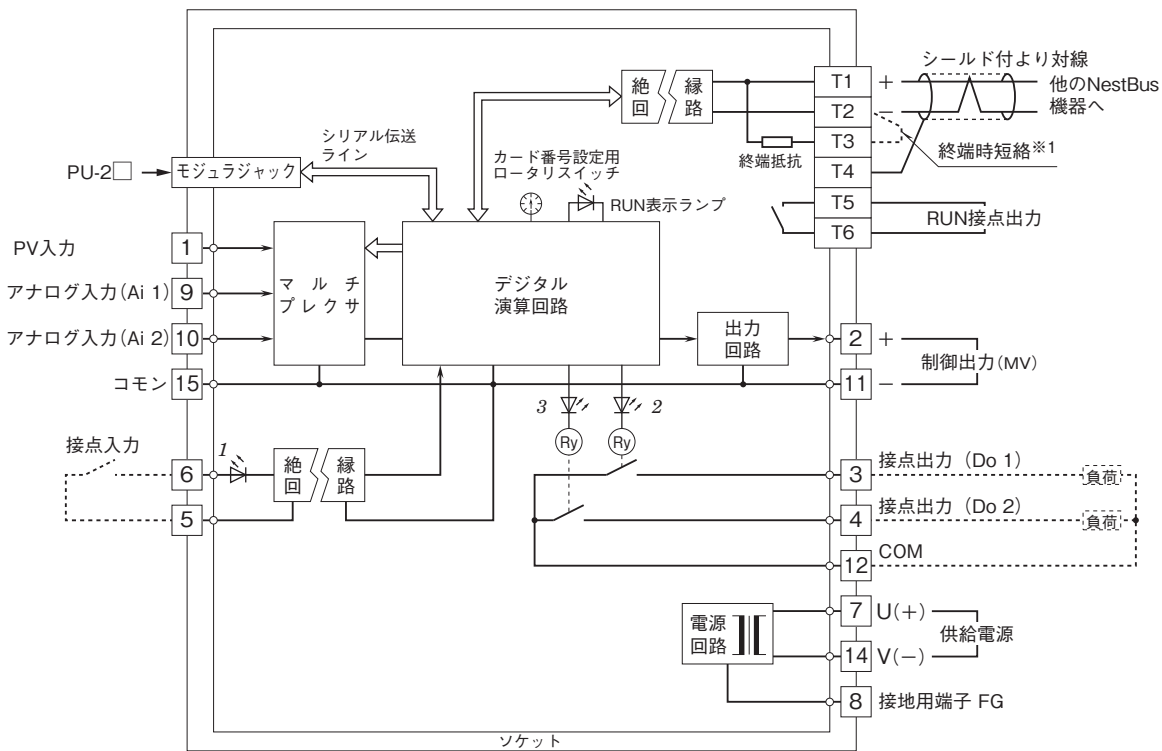 シールド付より対線
T1
+
他のNestBus
機器へ
T2
−
T3
終端時短絡※1
T4
T5
RUN接点出力
T6
絶 縁
回 路
終端抵抗
シリアル伝送
ライン
カード番号設定用
ロータリスイッチ
RUN表示ランプ
PU-2□
モジュラジャック
PV入力
1
アナログ入力(Ai 1)
9
アナログ入力(Ai 2)
10
コモン
15
マルチ
プレクサ
デジタル
演算回路
出力
回路
2
+
制御出力(MV)
11
−
3
2
Ry
Ry
接点入力
6
1
5
絶 縁
回 路
3
接点出力(Do 1)
負荷
4
接点出力(Do 2)
負荷
12
COM
電源
回路
7
U(+)
供給電源
14
V(−)
8
接地用端子 FG
ソケット